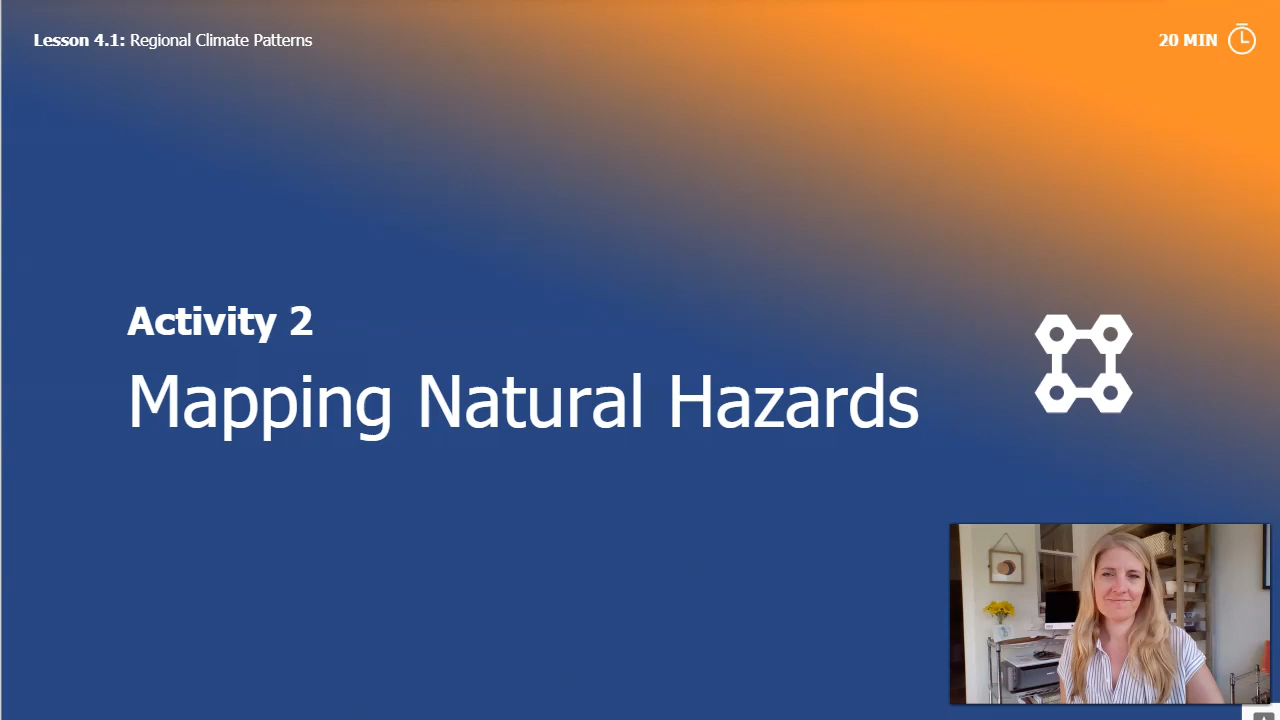 Lesson 4.1: Regional Climate Patterns
20 MIN
Activity 2
Mapping Natural Hazards